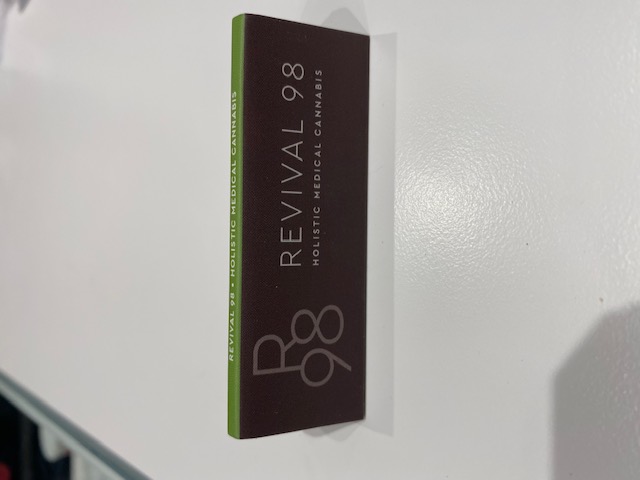 R
98
REVIVAL 98
HOLISTIC MEDICAL CANNABIS
REVIVAL 98 • HOLISTIC MEDICAL CANNABIS